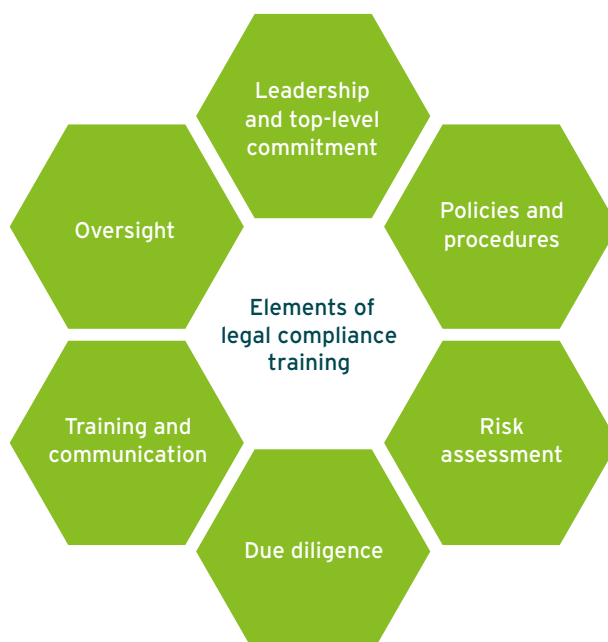 Leadership
and top-level
commitment
Policies and
procedures
Risk
assessment
Due diligence
Training and
communication
Oversight
Elements of
legal compliance
training